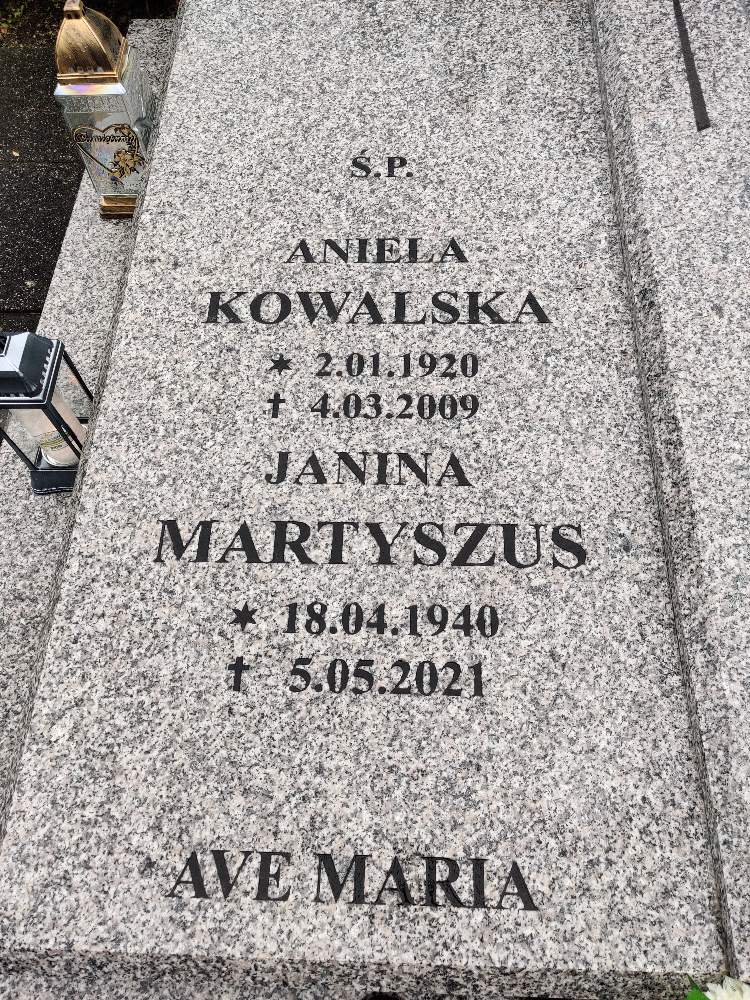 Ś.P.
ANIELA
KOWALSKA
✶ 2.01.1920
✝ 4.03.2009
JANINA
MARTYSZUS
✶ 18.04.1940
✝ 5.05.2021
AVE MARIA